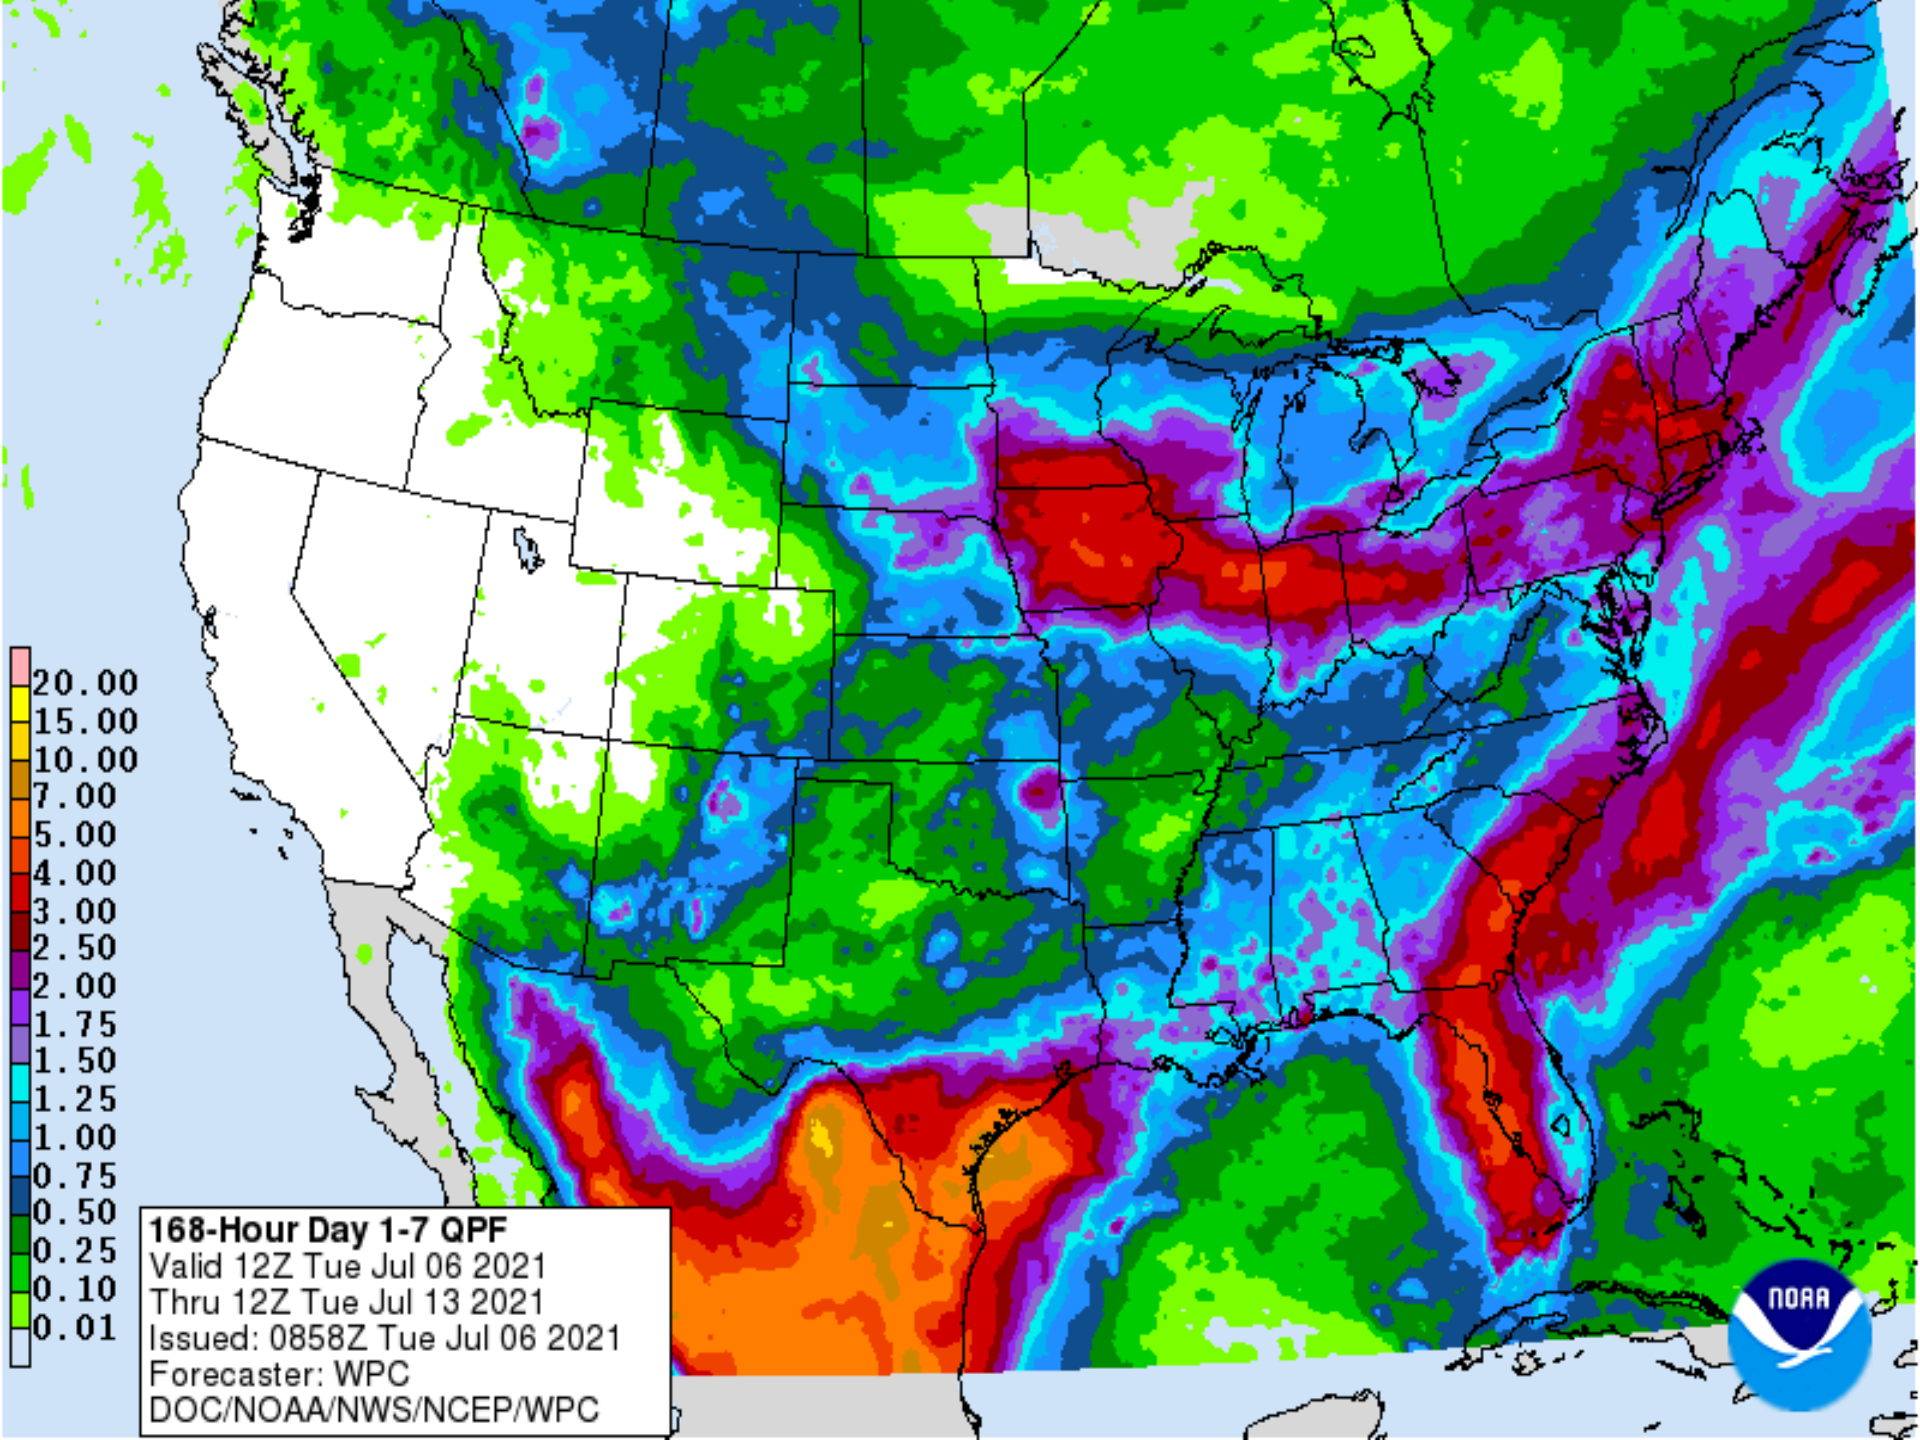 20.00
15.00
10.00
7.00
5.00
4.00
3.00
2.50
2.00
1.75
1.50
1.25
1.00
0.75
0.50
0.25
0.10
0.01
168-Hour Day 1-7 QPF
Valid 12Z Tue Jul 06 2021
Thru 12Z Tue Jul 13 2021
Issued: 0858Z Tue Jul 06 2021
Forecaster: WPC
DOC/NOAA/NWS/NCEP/WPC
NOAA